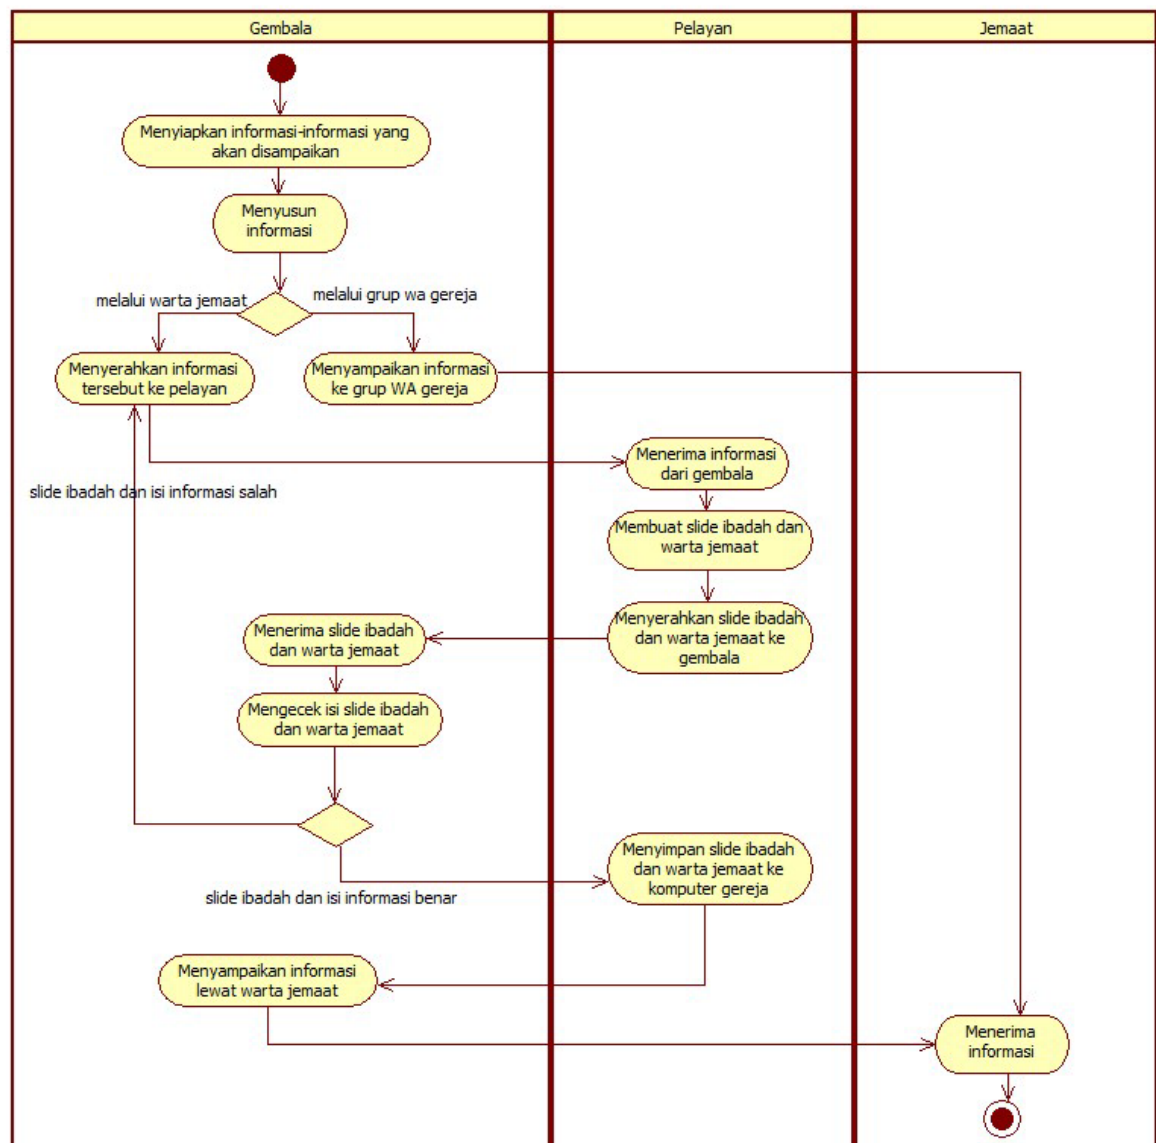 Gembala
Pelayan
Jemaat
Menyiapkan informasi-informasi yang
akan disampaikan
Menyusun
informasi
melalui warta jemaat
melalui grup wa gereja
Menyerahkan informasi
tersebut ke pelayan
Menyampaikan informasi
ke grup WA gereja
Menerima informasi
dari gembala
slide ibadah dan isi informasi salah
Membuat slide ibadah dan
warta jemaat
Menyerahkan slide ibadah
dan warta jemaat ke
gembala
Menerima slide ibadah
dan warta jemaat
Mengecek isi slide ibadah
dan warta jemaat
Menyimpan slide ibadah
dan warta jemaat ke
komputer gereja
slide ibadah dan isi informasi benar
Menyampaikan informasi
lewat warta jemaat
Menerima
informasi